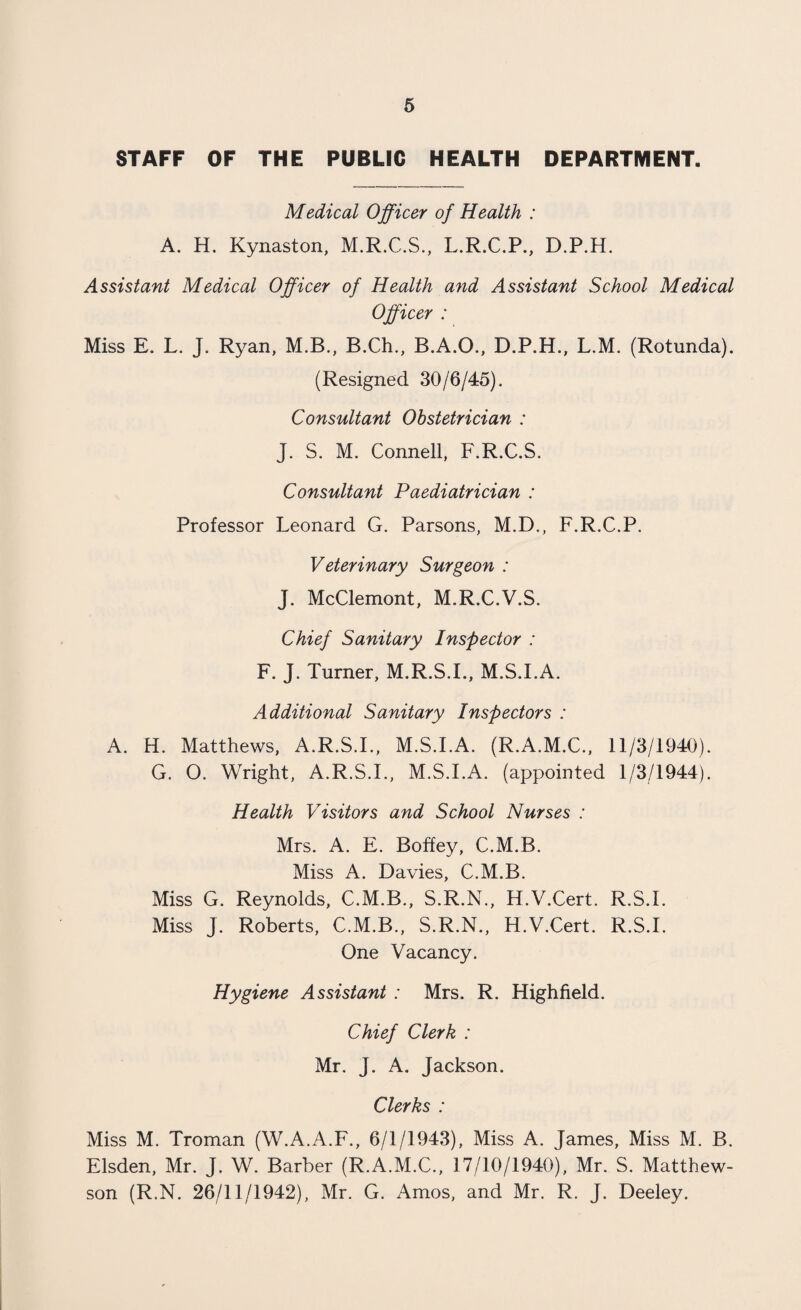 5
STAFF OF THE PUBLIC HEALTH DEPARTMENT.
Medical Officer of Health :
A. H. Kynaston, M.R.C.S., L.R.C.P., D.P.H.
Assistant Medical Officer of Health and Assistant School Medical
Officer :
Miss E. L. J. Ryan, M.B., B.Ch., B.A.O., D.P.H., L.M. (Rotunda).
(Resigned 30/6/45).
Consultant Obstetrician :
J. S. M. Connell, F.R.C.S.
Consultant Paediatrician :
Professor Leonard G. Parsons, M.D., F.R.C.P.
Veterinary Surgeon :
J. McClemont, M.R.C.V.S.
Chief Sanitary Inspector :
F. J. Turner, M.R.S.I., M.S.I.A.
Additional Sanitary Inspectors :
A. H. Matthews, A.R.S.I., M.S.I.A. (R.A.M.C., 11/3/1940).
G. O. Wright, A.R.S.I., M.S.I.A. (appointed 1/3/1944).
Health Visitors and School Nurses :
Mrs. A. E. Boffey, C.M.B.
Miss A. Davies, C.M.B.
Miss G. Reynolds, C.M.B., S.R.N., H.V.Cert. R.S.I.
Miss J. Roberts, C.M.B., S.R.N., H.V.Cert. R.S.I.
One Vacancy.
Hygiene Assistant : Mrs. R. Highfield.
Chief Clerk :
Mr. J. A. Jackson.
Clerks :
Miss M. Troman (W.A.A.F., 6/1/1943), Miss A. James, Miss M. B.
Elsden, Mr. J. W. Barber (R.A.M.C., 17/10/1940), Mr. S. Matthew-
son (R.N. 26/11/1942), Mr. G. Amos, and Mr. R. J. Deeley.